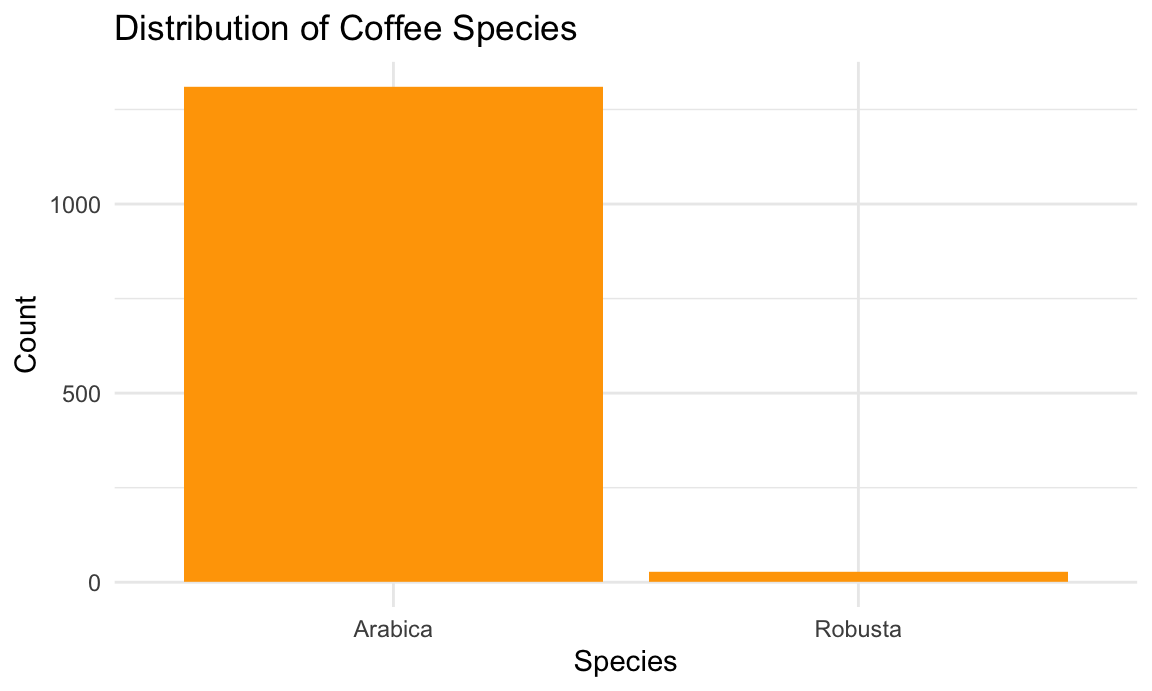 Distribution of Coffee Species
Count
1000
500
0
Arabica
Robusta
Species